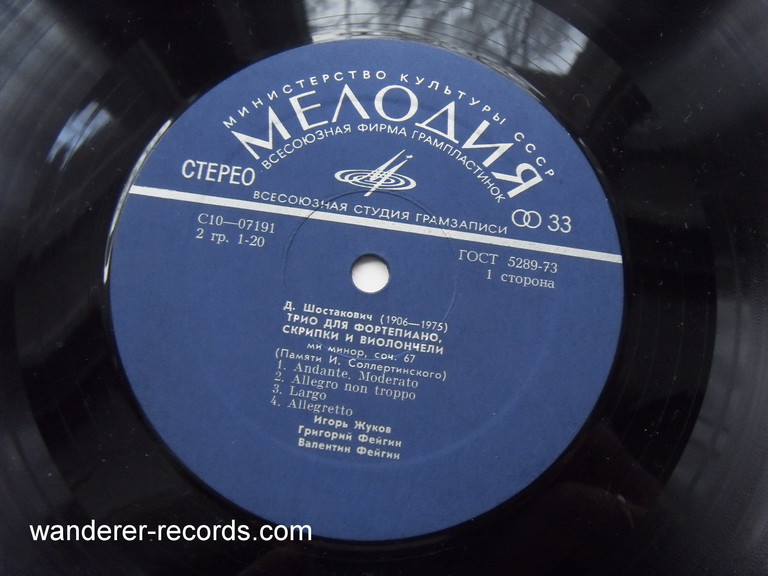 МИНИСТЕРСТВО КУЛЬТУРЫ СССР
МЕЛОДИЯ
ВСЕСОЮЗНАЯ ФИРМА ГРАМПЛАСТИНОК
СТЕРЕО
ВСЕСОЮЗНАЯ СТУДИЯ ГРАМЗАПИСИ
33
С10—07191
2 гр. 1-20
ГОСТ 5289-73
1 сторона
Д. Шостакович (1906—1975)
ТРИО ДЛЯ ФОРТЕПИАНО,
СКРИПКИ И ВИОЛОНЧЕЛИ
ми минор, соч. 67
(Памяти И. Соллертинского)
1. Andante, Moderato
2. Allegro non troppo
3. Largo
4. Allegretto
Игорь Жуков
Григорий Фейгин
Валентин Фейгин
wanderer-records.com